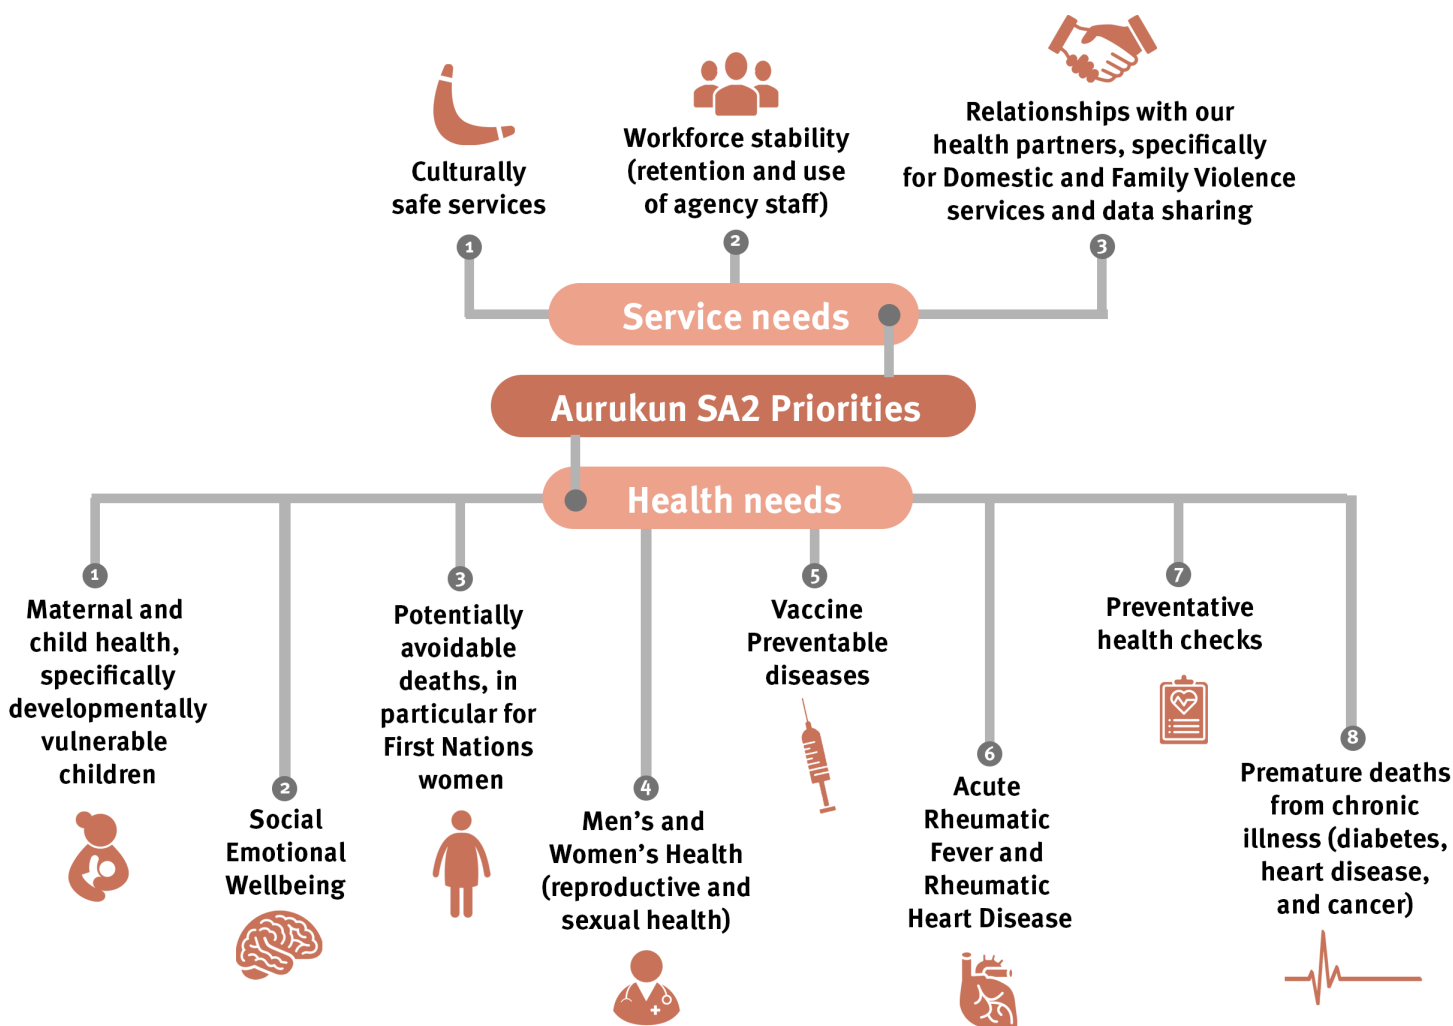 1
Culturally
safe services
2
Workforce stability
(retention and use
of agency staff)
3
Relationships with our
health partners, specifically
for Domestic and Family Violence
services and data sharing
Service needs
Aurukun SA2 Priorities
Health needs
1
Maternal and
child health,
specifically
developmentally
vulnerable
children
2
Social
Emotional
Wellbeing
3
Potentially
avoidable
deaths, in
particular for
First Nations
women
4
Men’s and
Women’s Health
(reproductive and
sexual health)
5
Vaccine
Preventable
diseases
6
Acute
Rheumatic
Fever and
Rheumatic
Heart Disease
7
Preventative
health checks
8
Premature deaths
from chronic
illness (diabetes,
heart disease,
and cancer)